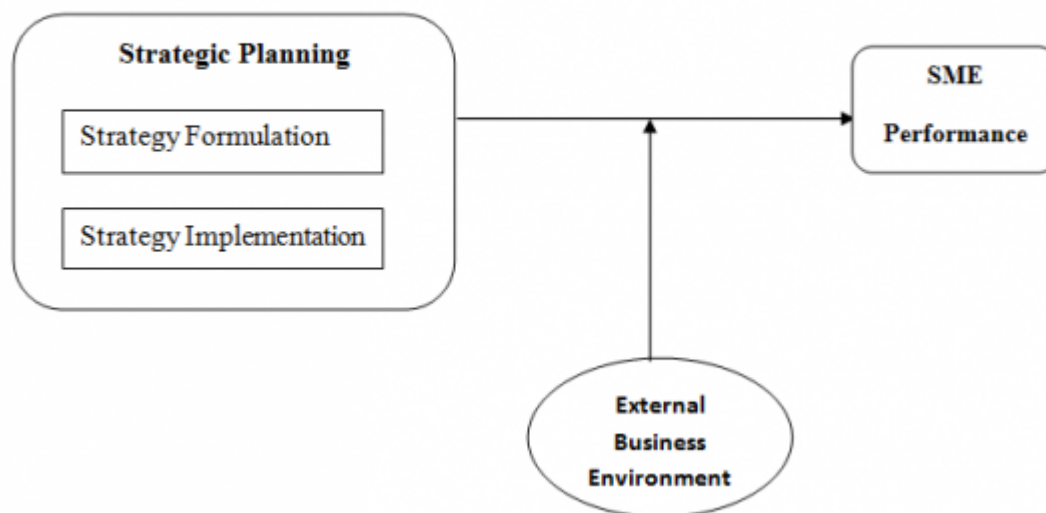 Strategic Planning
Strategy Formulation
Strategy Implementation
SME
Performance
External
Business
Environment